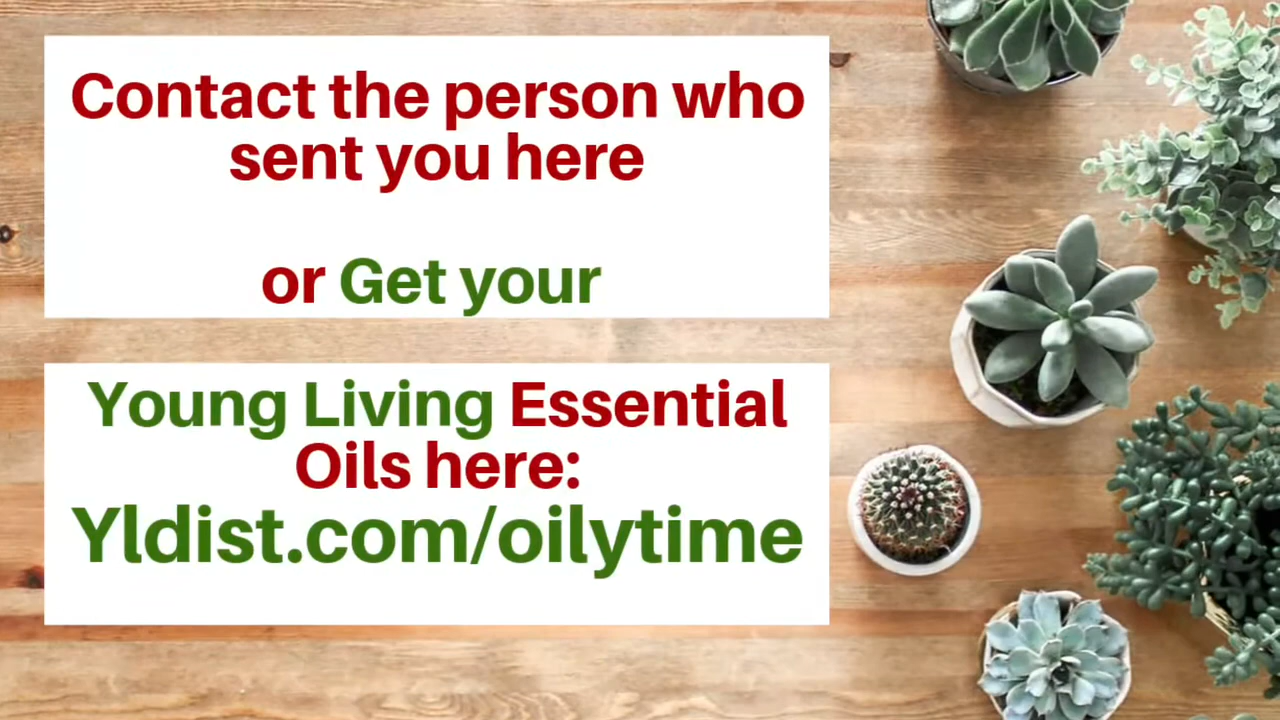 Contact the person who
sent you here
or Get your
Young Living Essential
Oils here:
Yldist.com/oilytime